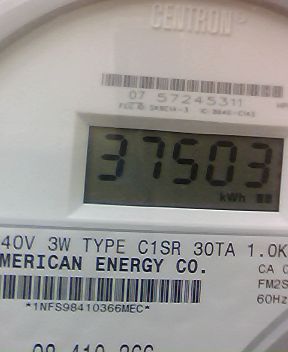 CENTRON®
07 57245311
37503
kWh
40V 3W TYPE C1SR 30TA 1.0K
MERICAN ENERGY CO.
CA 0
FM2S
60Hz
*1NFS98410366MEC*